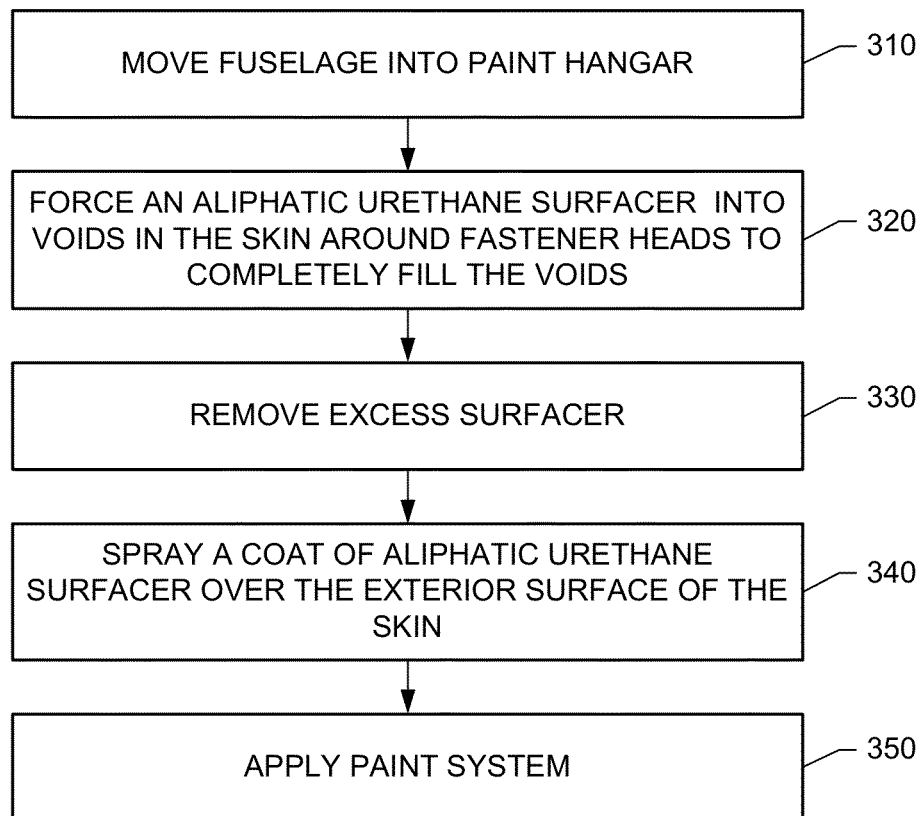 MOVE FUSELAGE INTO PAINT HANGAR
310
FORCE AN ALIPHATIC URETHANE SURFACER INTO
VOIDS IN THE SKIN AROUND FASTENER HEADS TO
COMPLETELY FILL THE VOIDS
320
REMOVE EXCESS SURFACER
330
SPRAY A COAT OF ALIPHATIC URETHANE
SURFACER OVER THE EXTERIOR SURFACE OF THE
SKIN
340
APPLY PAINT SYSTEM
350